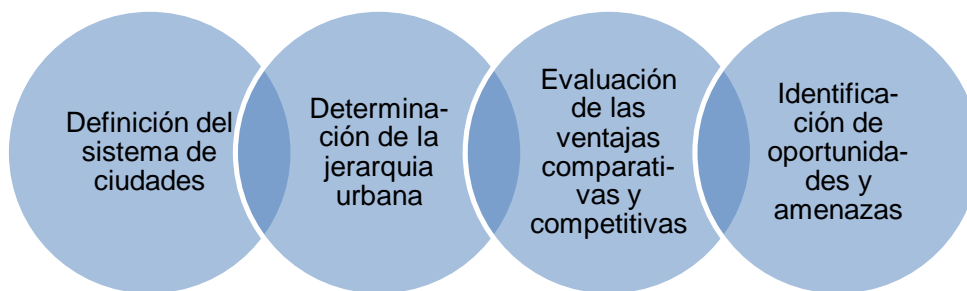 Definición del
sistema de
ciudades
Determina-
ción de la
jerarquia
urbana
Evaluación
de las
ventajas
comparati-
vas y
competitivas
Identifica-
ción de
oportunida-
des y
amenazas